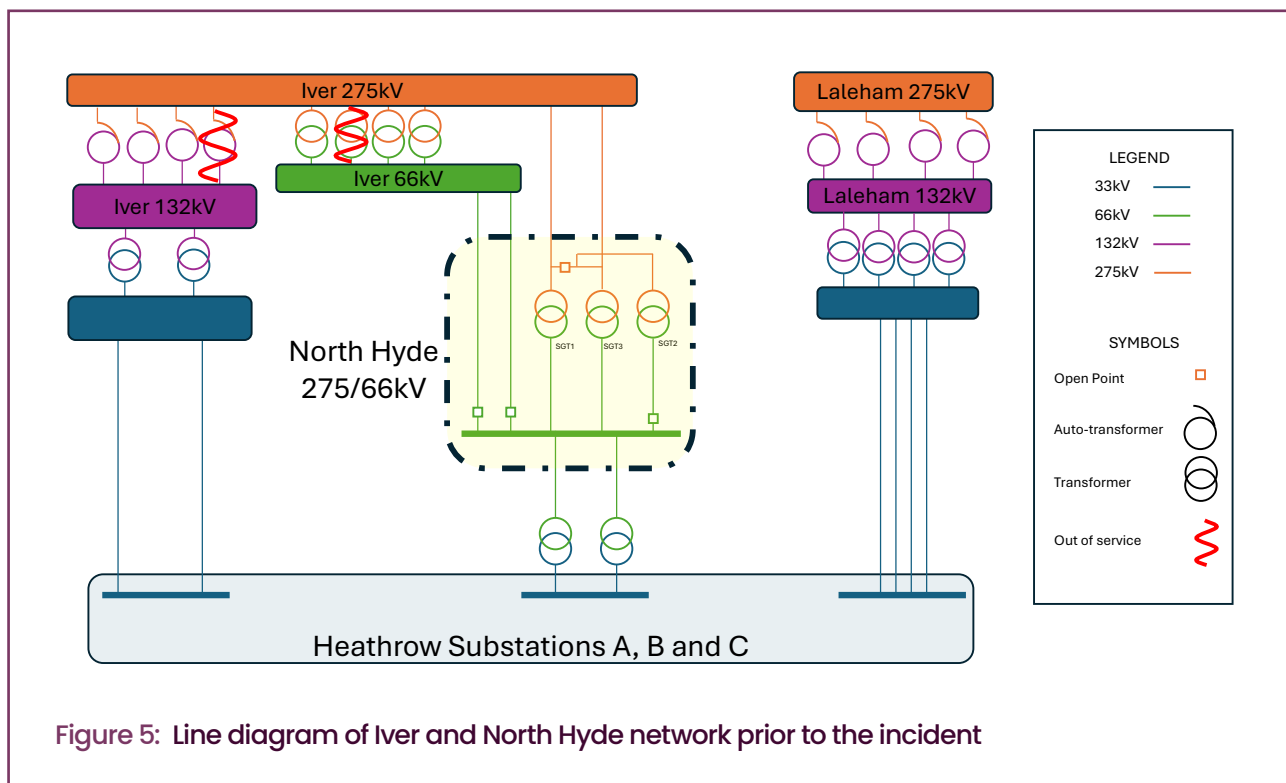 Iver 275kV
Laleham 275kV
Iver 66kV
Iver 132kV
Laleham 132kV
North Hyde
275/66kV
SGT1
SGT3
SGT2
Heathrow Substations A, B and C
LEGEND
33kV
66kV
132kV
275kV
SYMBOLS
Open Point
Auto-transformer
Transformer
Out of service
Figure 5: Line diagram of Iver and North Hyde network prior to the incident